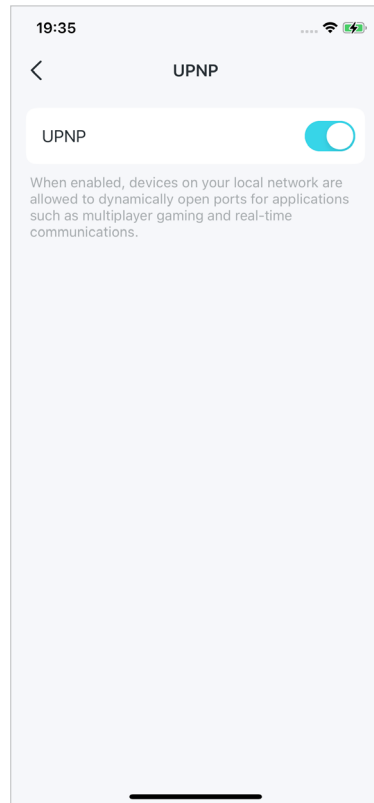 19:35
UPNP
UPNP
When enabled, devices on your local network are
allowed to dynamically open ports for applications
such as multiplayer gaming and real-time
communications.